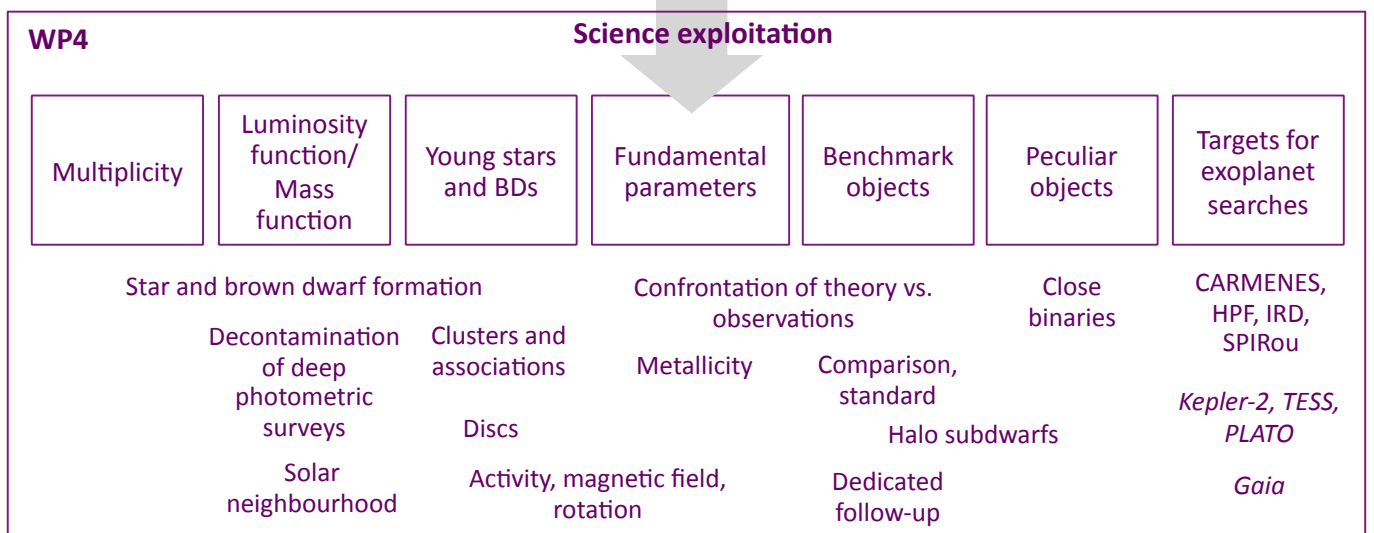 WP4
Science exploitation
Multiplicity
Luminosity
function/
Mass
function
Young stars
and BDs
Fundamental
parameters
Benchmark
objects
Peculiar
objects
Targets for
exoplanet
searches
Star and brown dwarf formation
Decontamination
of deep
photometric
surveys
Solar
neighbourhood
Clusters and
associations
Discs
Activity, magnetic field,
rotation
Confrontation of theory vs.
observations
Metallicity
Comparison,
standard
Halo subdwarfs
Dedicated
follow-up
Close
binaries
CARMENES,
HPF, IRD,
SPIRou
Kepler-2, TESS,
PLATO
Gaia